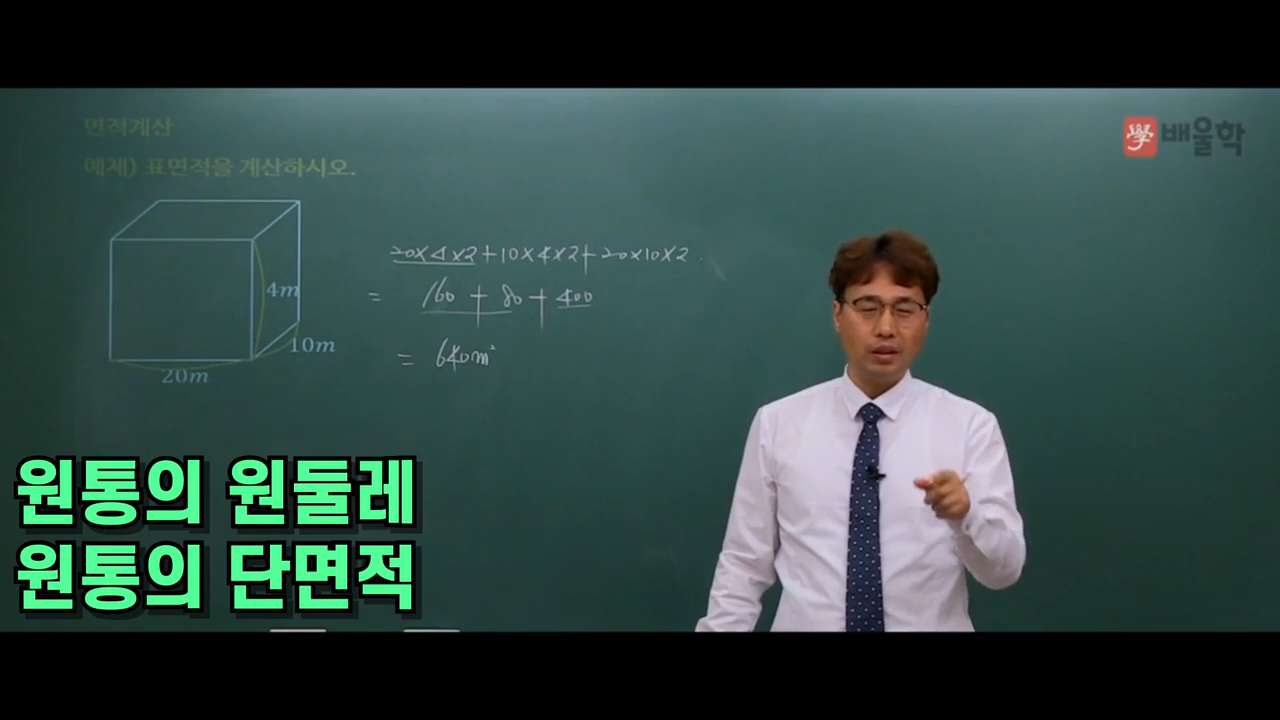 면적계산
예제) 표면적을 계산하시오.
學 배울학
20×4×2+10×4×2+20×10×2
4m
= 160 + 80 + 400
10m
= 640m²
20m
원통의 원둘레
원통의 단면적